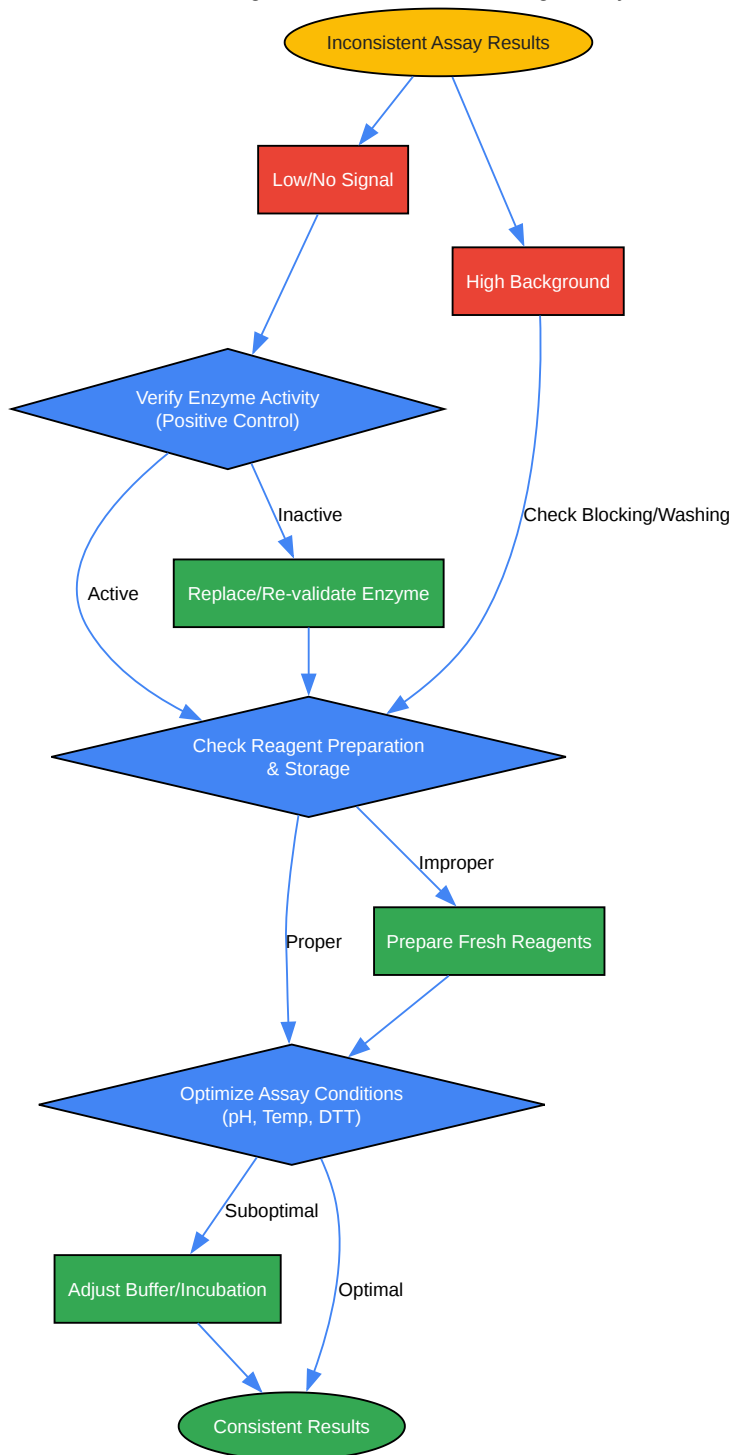 Inconsistent Assay Results
Low/No Signal
High Background
Verify Enzyme Activity
(Positive Control)
Inactive
Check Blocking/Washing
Active
Replace/Re-validate Enzyme
Check Reagent Preparation
& Storage
Improper
Proper
Prepare Fresh Reagents
Optimize Assay Conditions
(pH, Temp, DTT)
Suboptimal
Adjust Buffer/Incubation
Optimal
Consistent Results